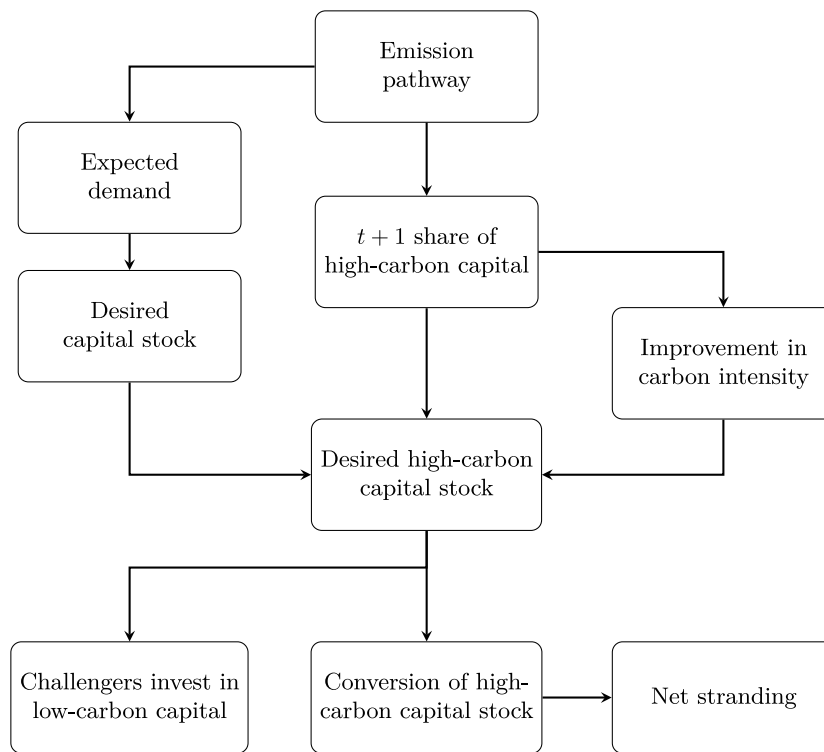 Emission
pathway
Expected
demand
t + 1 share of
high-carbon capital
Desired
capital stock
Improvement in
carbon intensity
Desired high-carbon
capital stock
Challengers invest in
low-carbon capital
Conversion of high-
carbon capital stock
Net stranding